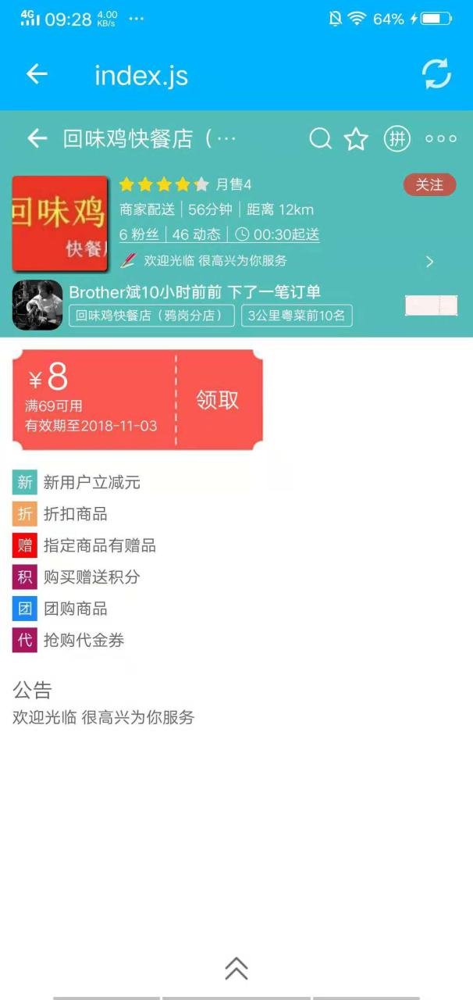 4G 09:28 4.00 KB/s ··· 64%
index.js
回味鸡快餐店（··· 拼
回味鸡
快餐
月售4 关注
商家配送 | 56分钟 | 距离 12km
6 粉丝 | 46 动态 | 00:30起送
欢迎光临 很高兴为你服务
Brother斌10小时前前 下了一笔订单
回味鸡快餐店（鸦岗分店） 3公里粤菜前10名
¥8
满69可用
有效期至2018-11-03
领取
新 新用户立减元
折 折扣商品
赠 指定商品有赠品
积 购买赠送积分
团 团购商品
代 抢购代金券
公告
欢迎光临 很高兴为你服务